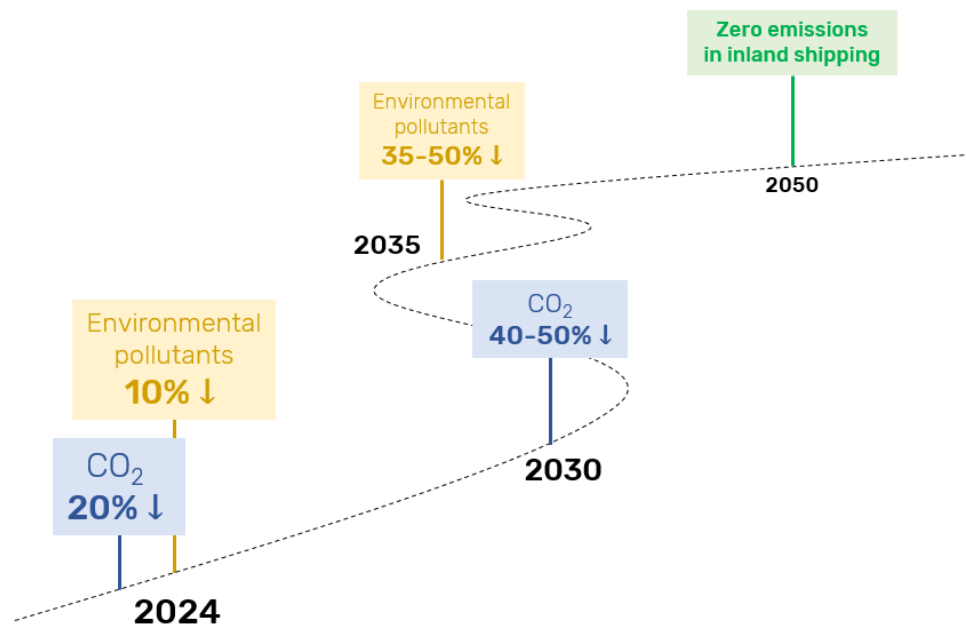 Zero emissions
in inland shipping
2050
Environmental
pollutants
35-50% ↓
2035
CO₂
40-50% ↓
2030
Environmental
pollutants
10% ↓
CO₂
20% ↓
2024